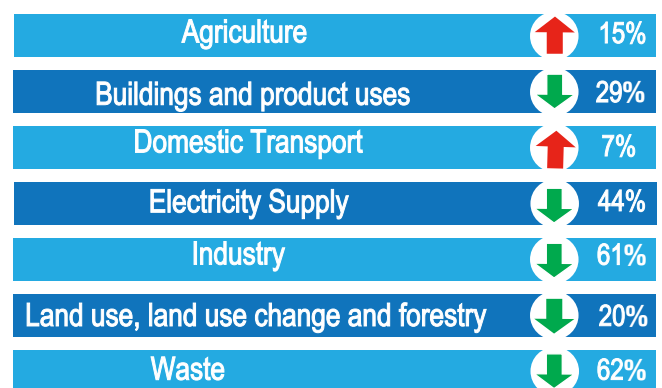 Agriculture 15%
Buildings and product uses 29%
Domestic Transport 7%
Electricity Supply 44%
Industry 61%
Land use, land use change and forestry 20%
Waste 62%